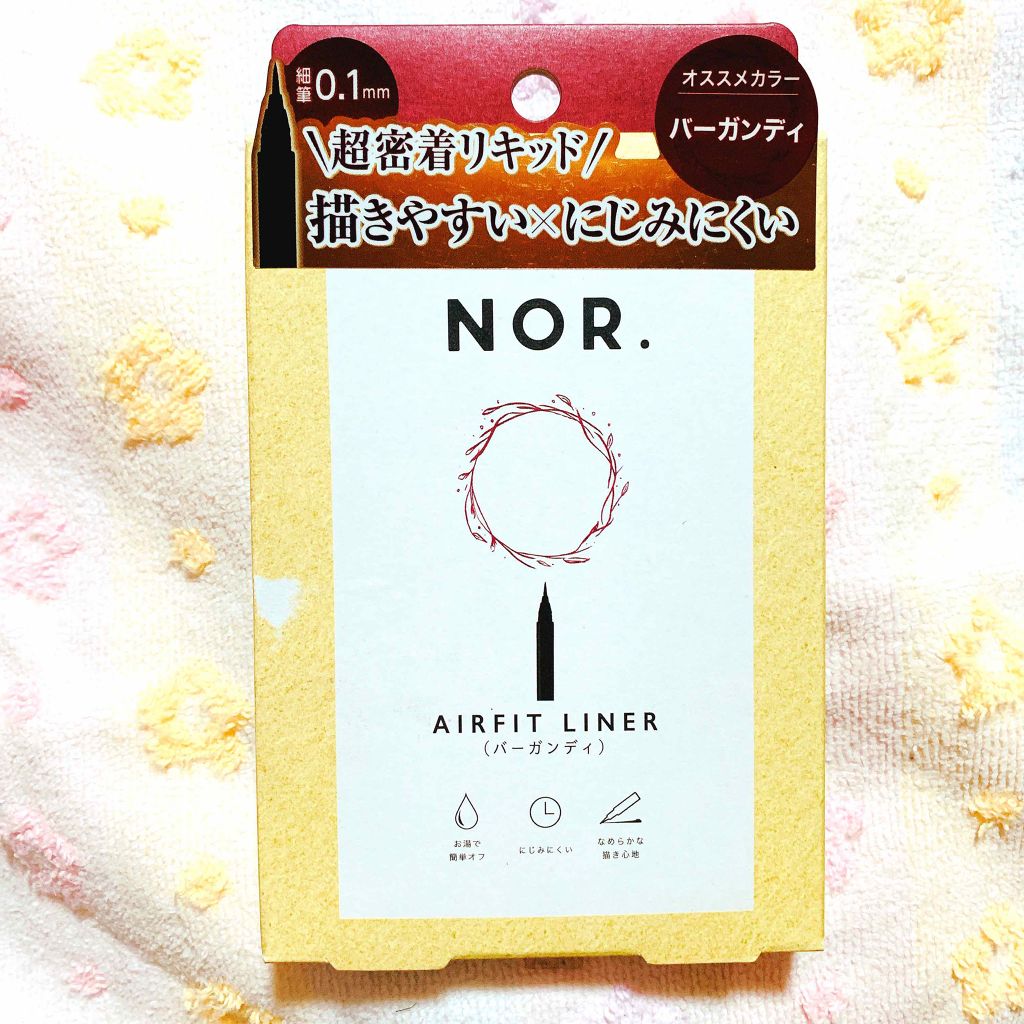 細筆0.1mm
オススメカラー
バーガンディ
\超密着リキッド/
描きやすい×にじみにくい
NOR.
AIRFIT LINER
（バーガンディ）
お湯で
簡単オフ
にじみにくい
なめらかな
描き心地